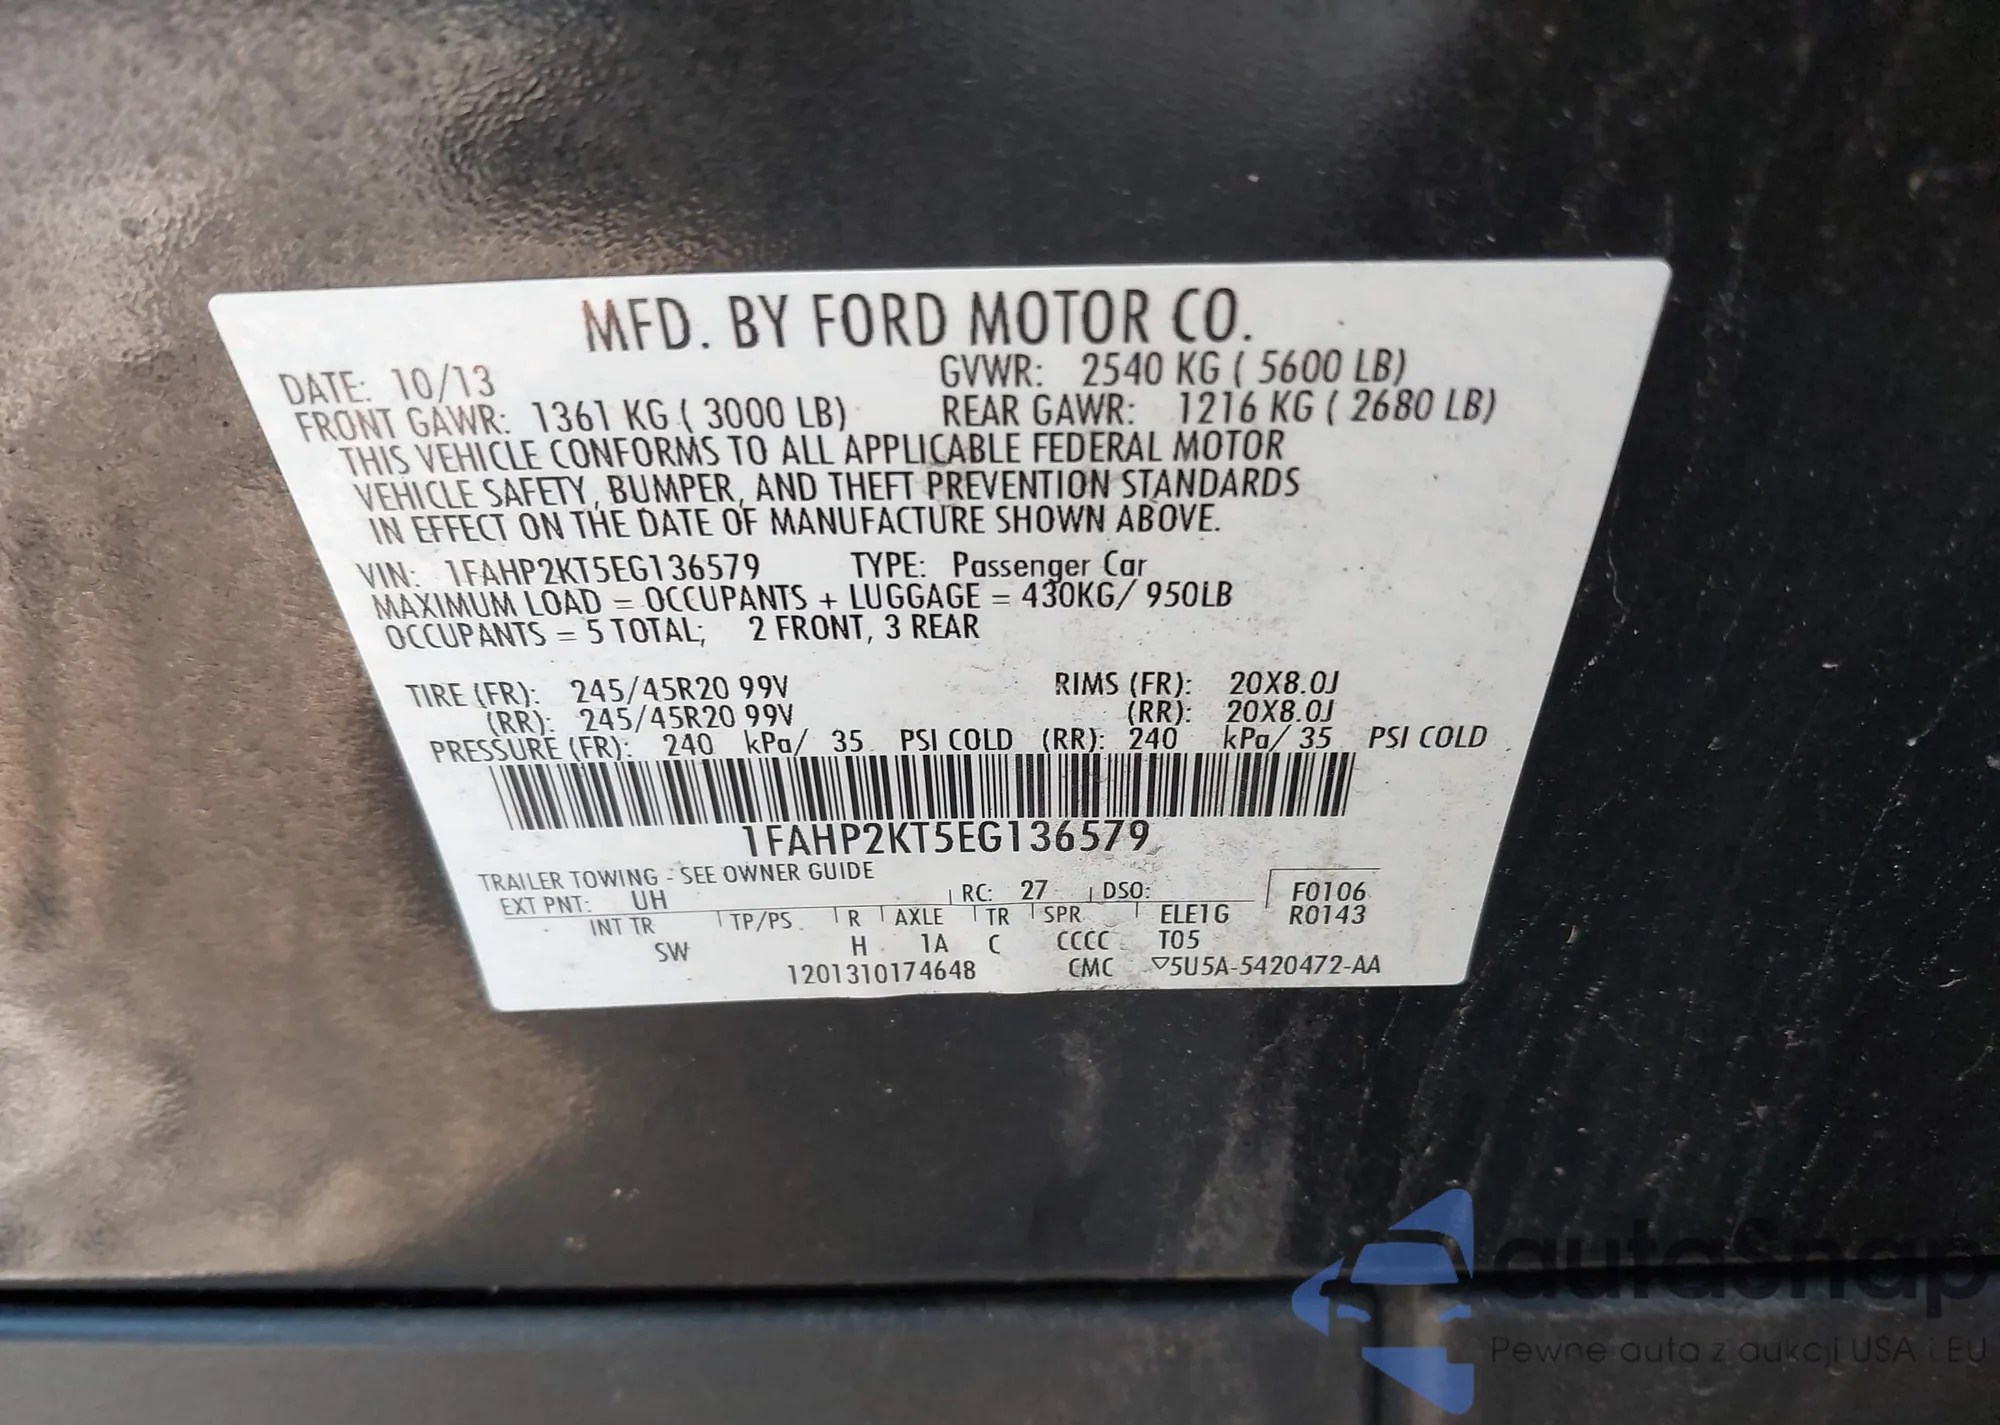 MFD. BY FORD MOTOR CO.
DATE: 10/13 GVWR: 2540 KG ( 5600 LB)
FRONT GAWR: 1361 KG ( 3000 LB) REAR GAWR: 1216 KG ( 2680 LB)
THIS VEHICLE CONFORMS TO ALL APPLICABLE FEDERAL MOTOR
VEHICLE SAFETY, BUMPER, AND THEFT PREVENTION STANDARDS
IN EFFECT ON THE DATE OF MANUFACTURE SHOWN ABOVE.
VIN: 1FAHP2KT5EG136579 TYPE: Passenger Car
MAXIMUM LOAD = OCCUPANTS + LUGGAGE = 430KG/ 950LB
OCCUPANTS = 5 TOTAL; 2 FRONT, 3 REAR
TIRE (FR): 245/45R20 99V RIMS (FR): 20X8.0J
(RR): 245/45R20 99V (RR): 20X8.0J
PRESSURE (FR): 240 kPa/ 35 PSI COLD (RR): 240 kPa/ 35 PSI COLD
1FAHP2KT5EG136579
TRAILER TOWING - SEE OWNER GUIDE
EXT PNT: UH RC: 27 DSO: F0106
INT TR TP/PS R AXLE TR SPR ELE1G R0143
SW H 1A C CCCC T05
1201310174648 CMC ▽5U5A-5420472-AA
autaSnap
Pewne auta z aukcji USA i EU